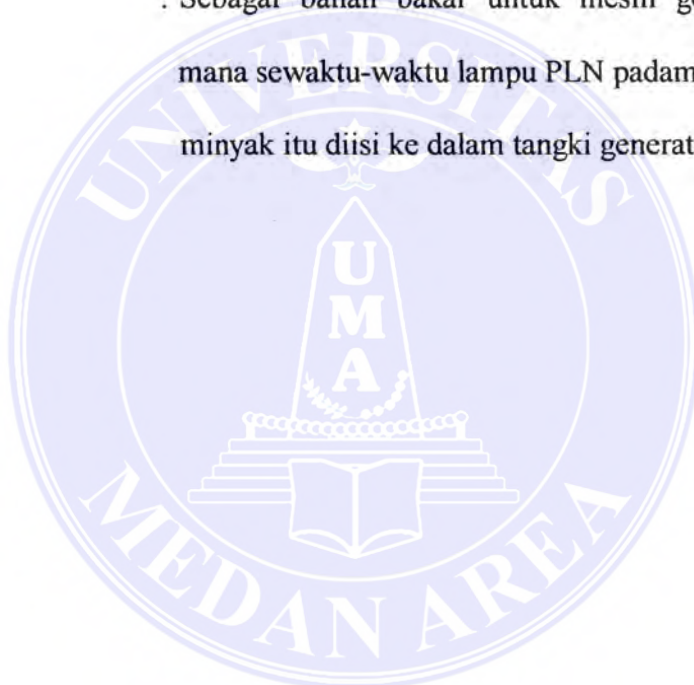 : Sebagai bahan bakar untuk mesin
mana sewaktu-waktu lampu PLN padam
minyak itu diisi ke dalam tangki
UNIVERSITAS
UMA
MEDAN AREA